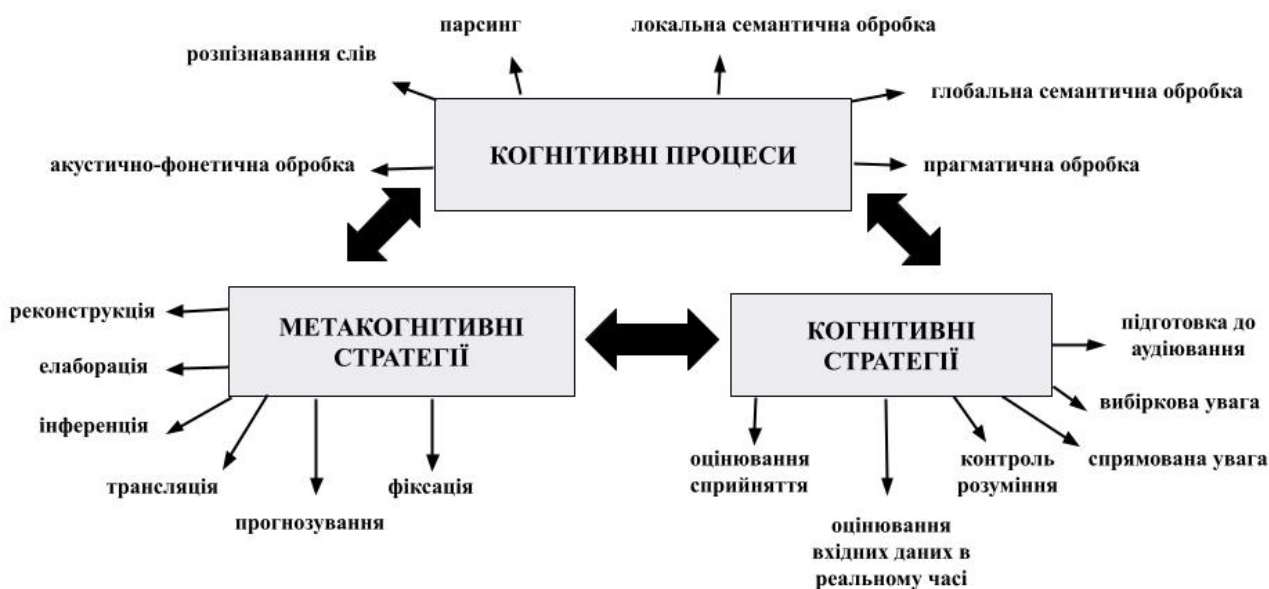 парсинг
локальна семантична обробка
розпізнавання слів
глобальна семантична обробка
КОГНІТИВНІ ПРОЦЕСИ
акустично-фонетична обробка
прагматична обробка
реконструкція
МЕТАКОГНІТИВНІ
СТРАТЕГІЇ
елаборація
інференція
трансляція
прогнозування
фіксація
КОГНІТИВНІ
СТРАТЕГІЇ
підготовка до
аудіювання
вибіркова увага
спрямована увага
контроль
розуміння
оцінювання
сприйняття
оцінювання
вхідних даних в
реальному часі